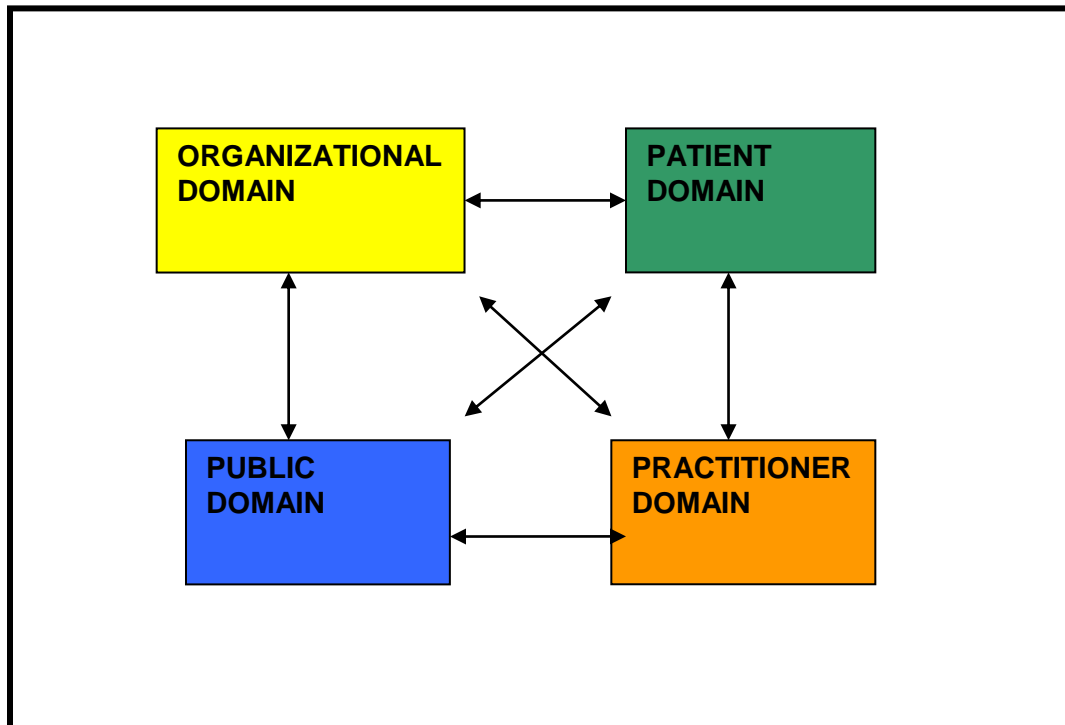 ORGANIZATIONAL
DOMAIN
PATIENT
DOMAIN
PUBLIC
DOMAIN
PRACTITIONER
DOMAIN